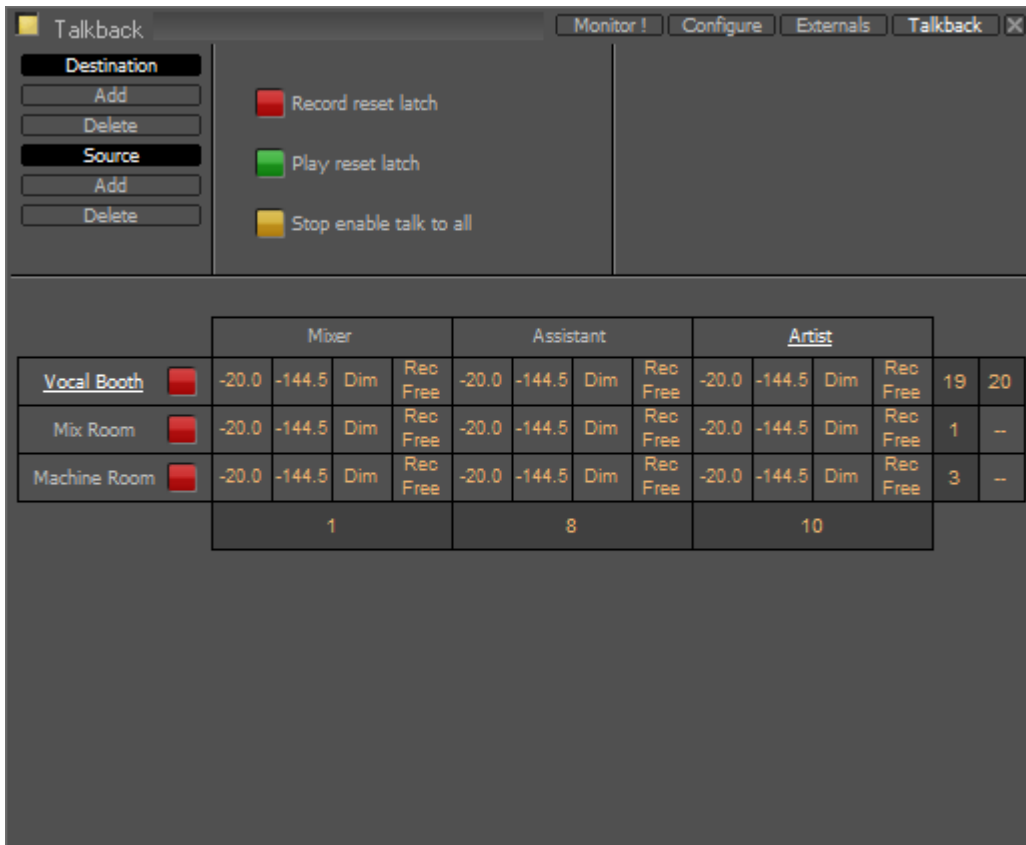 Talkback Monitor ! Configure Externals Talkback
Destination
Add
Delete
Source
Add
Delete
Record reset latch
Play reset latch
Stop enable talk to all
Mixer Assistant Artist
Vocal Booth -20.0 -144.5 Dim Rec Free -20.0 -144.5 Dim Rec Free -20.0 -144.5 Dim Rec Free 19 20
Mix Room -20.0 -144.5 Dim Rec Free -20.0 -144.5 Dim Rec Free -20.0 -144.5 Dim Rec Free 1 --
Machine Room -20.0 -144.5 Dim Rec Free -20.0 -144.5 Dim Rec Free -20.0 -144.5 Dim Rec Free 3 --
1 8 10